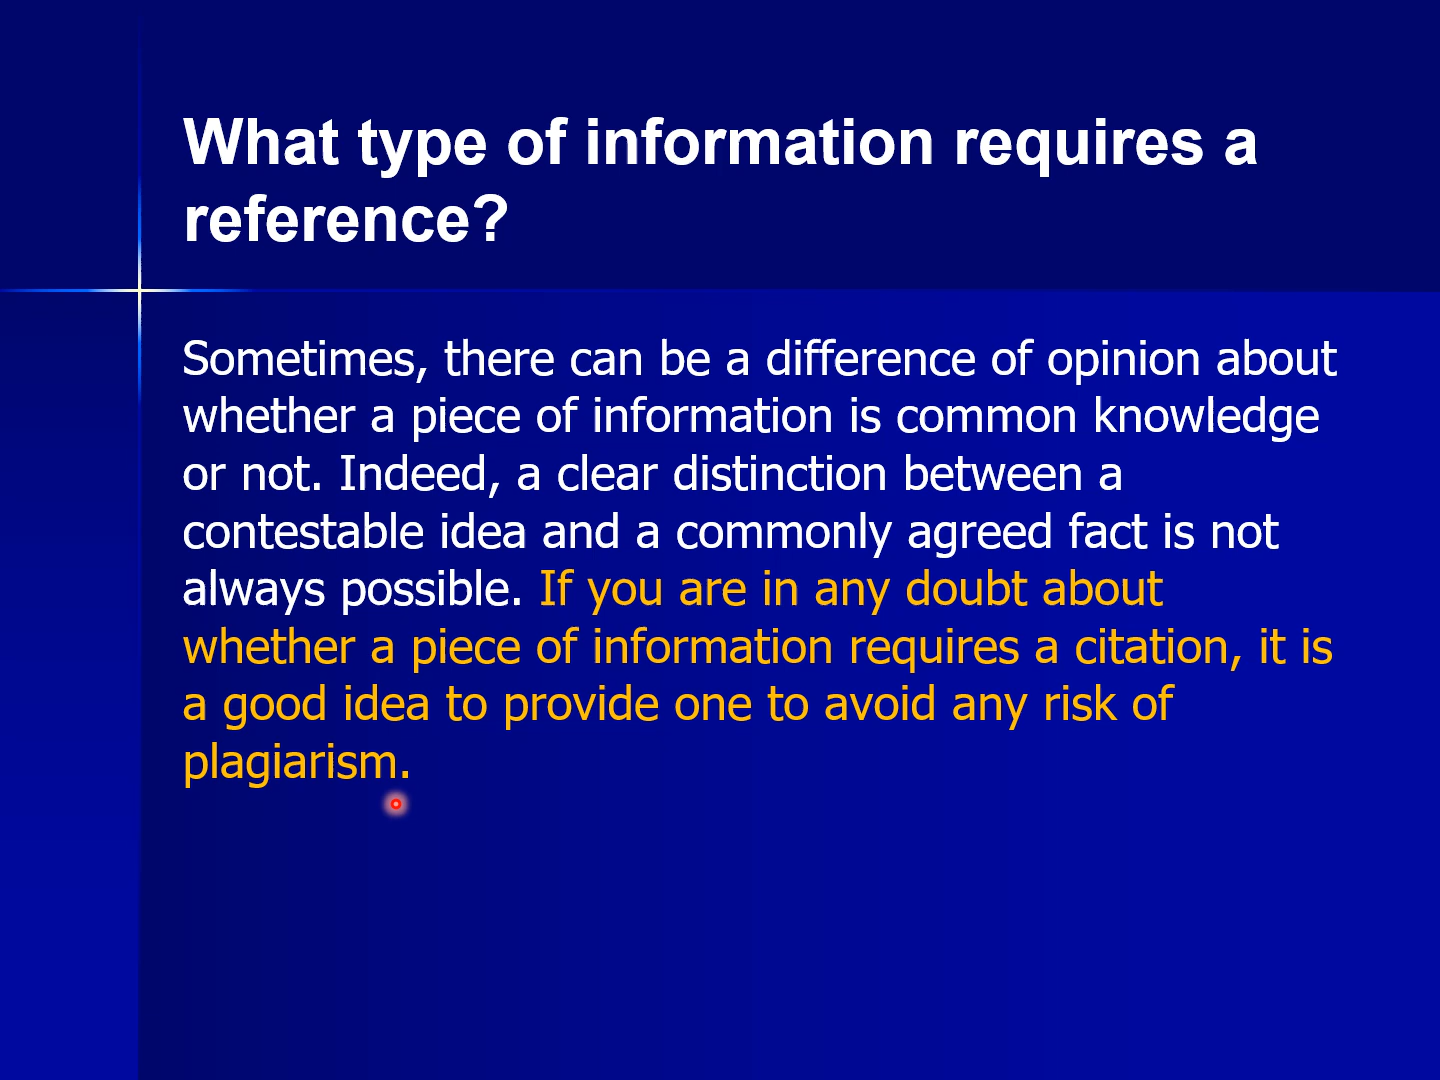 What type of information requires a
reference?
Sometimes, there can be a difference of opinion about
whether a piece of information is common knowledge
or not. Indeed, a clear distinction between a
contestable idea and a commonly agreed fact is not
always possible. If you are in any doubt about
whether a piece of information requires a citation, it is
a good idea to provide one to avoid any risk of
plagiarism.